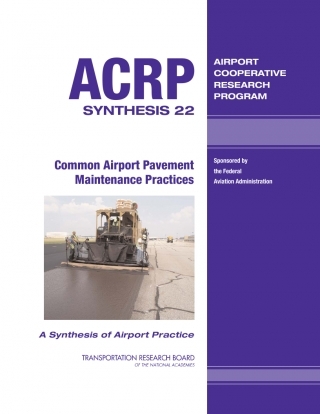 ACRP
SYNTHESIS 22
AIRPORT
COOPERATIVE
RESEARCH
PROGRAM
Common Airport Pavement
Maintenance Practices
Sponsored by
the Federal
Aviation Administration
A Synthesis of Airport Practice
TRANSPORTATION RESEARCH BOARD
OF THE NATIONAL ACADEMIES